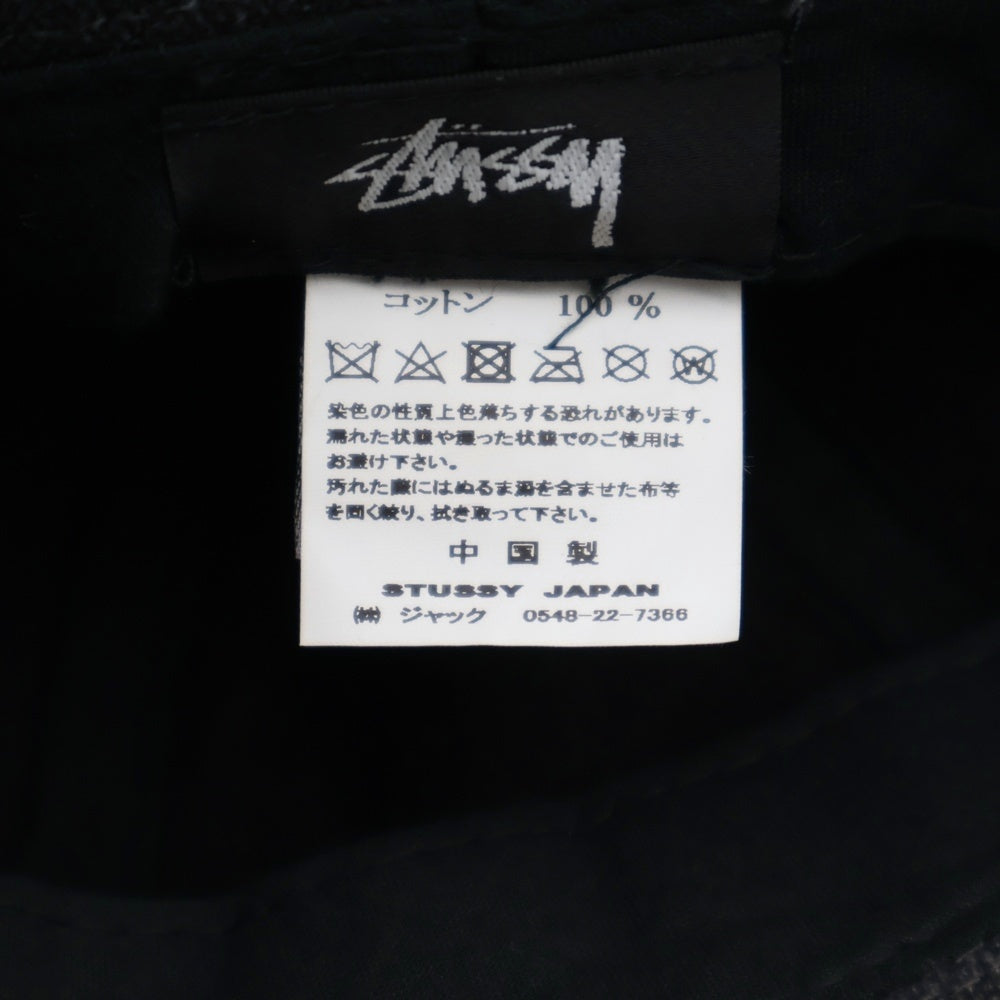 STÜSSY
コットン 100 %
W
染色の性質上色落ちする恐れがあります。
濡れた状態や湿った状態でのご使用は
お避け下さい。
汚れた際にはぬるま湯を含ませた布等
を固く絞り、拭き取って下さい。
中国製
STUSSY JAPAN
㈱ ジャック 0548-22-7366